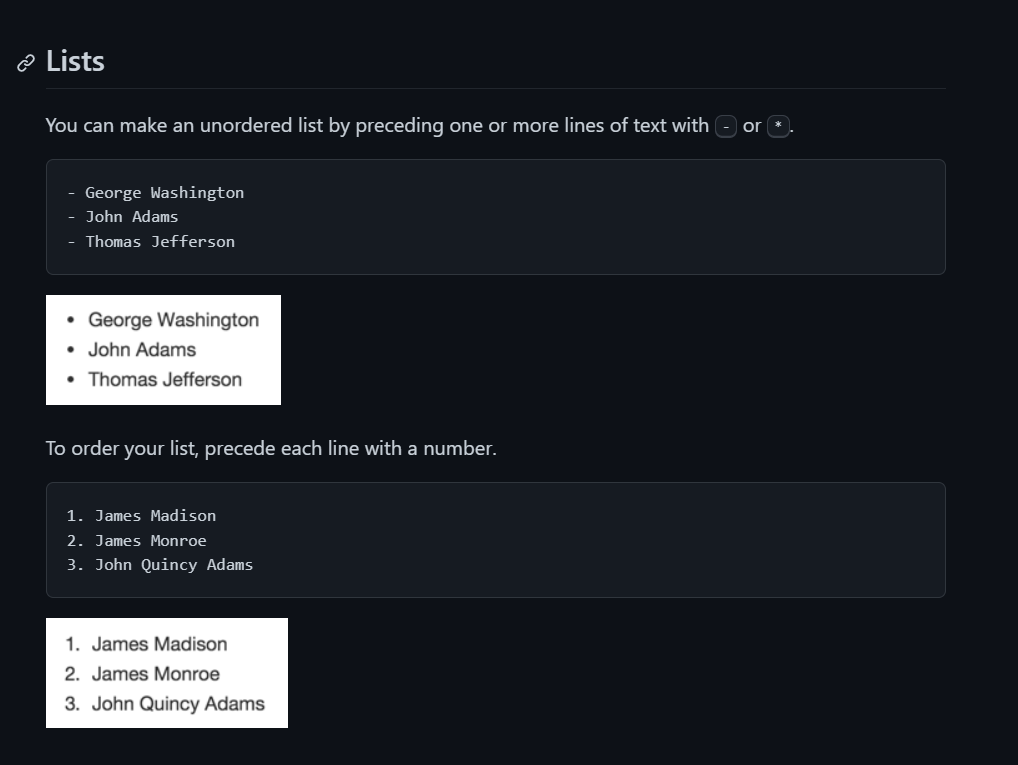 Lists
You can make an unordered list by preceding one or more lines of text with - or *.
- George Washington
- John Adams
- Thomas Jefferson
• George Washington
• John Adams
• Thomas Jefferson
To order your list, precede each line with a number.
1. James Madison
2. James Monroe
3. John Quincy Adams
1. James Madison
2. James Monroe
3. John Quincy Adams